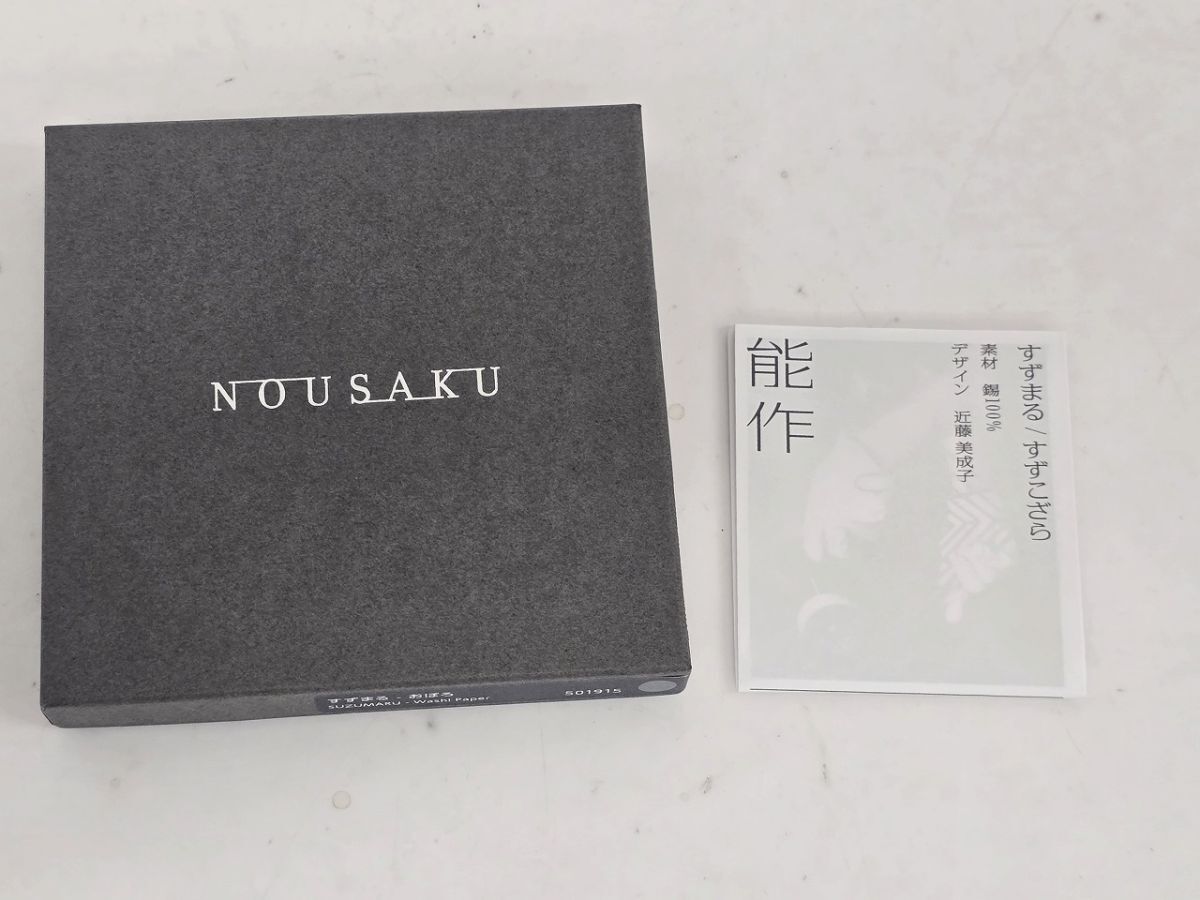 NOUSAKU
すずまる - おぼろ
SUZUMARU - Washi Paper
501915
能作
すずまる/すずこざら
素材 錫100%
デザイン 近藤美成子